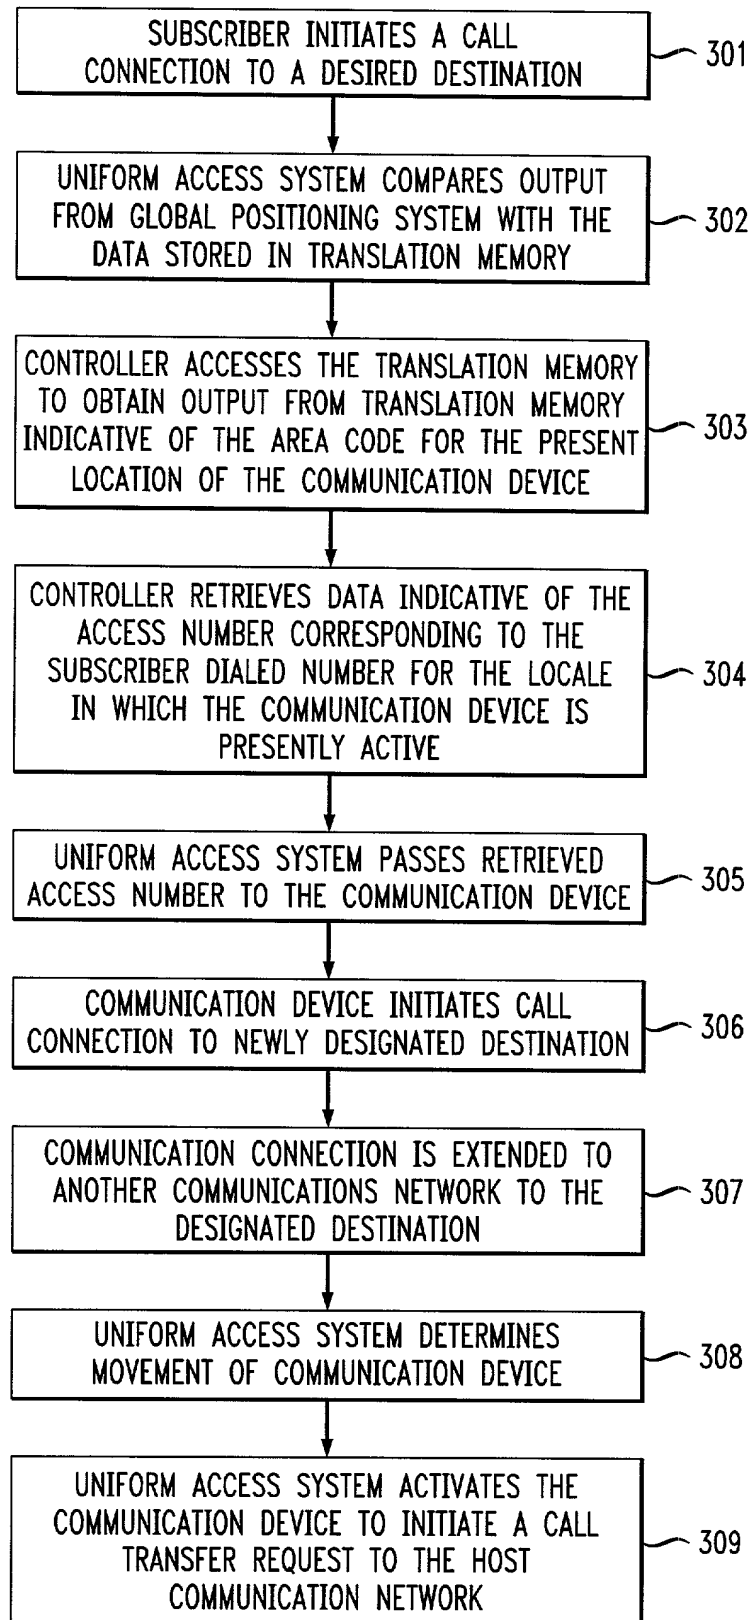 SUBSCRIBER INITIATES A CALL
CONNECTION TO A DESIRED DESTINATION
301
UNIFORM ACCESS SYSTEM COMPARES OUTPUT
FROM GLOBAL POSITIONING SYSTEM WITH THE
DATA STORED IN TRANSLATION MEMORY
302
CONTROLLER ACCESSES THE TRANSLATION MEMORY
TO OBTAIN OUTPUT FROM TRANSLATION MEMORY
INDICATIVE OF THE AREA CODE FOR THE PRESENT
LOCATION OF THE COMMUNICATION DEVICE
303
CONTROLLER RETRIEVES DATA INDICATIVE OF THE
ACCESS NUMBER CORRESPONDING TO THE
SUBSCRIBER DIALED NUMBER FOR THE LOCALE
IN WHICH THE COMMUNICATION DEVICE IS
PRESENTLY ACTIVE
304
UNIFORM ACCESS SYSTEM PASSES RETRIEVED
ACCESS NUMBER TO THE COMMUNICATION DEVICE
305
COMMUNICATION DEVICE INITIATES CALL
CONNECTION TO NEWLY DESIGNATED DESTINATION
306
COMMUNICATION CONNECTION IS EXTENDED TO
ANOTHER COMMUNICATIONS NETWORK TO THE
DESIGNATED DESTINATION
307
UNIFORM ACCESS SYSTEM DETERMINES
MOVEMENT OF COMMUNICATION DEVICE
308
UNIFORM ACCESS SYSTEM ACTIVATES THE
COMMUNICATION DEVICE TO INITIATE A CALL
TRANSFER REQUEST TO THE HOST
COMMUNICATION NETWORK
309